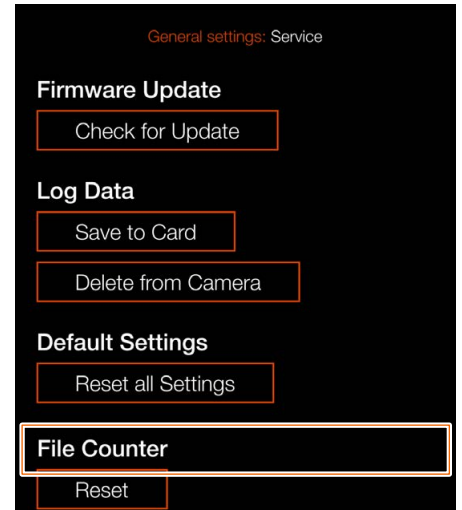 General settings: Service
Firmware Update
Check for Update
Log Data
Save to Card
Delete from Camera
Default Settings
Reset all Settings
File Counter
Reset